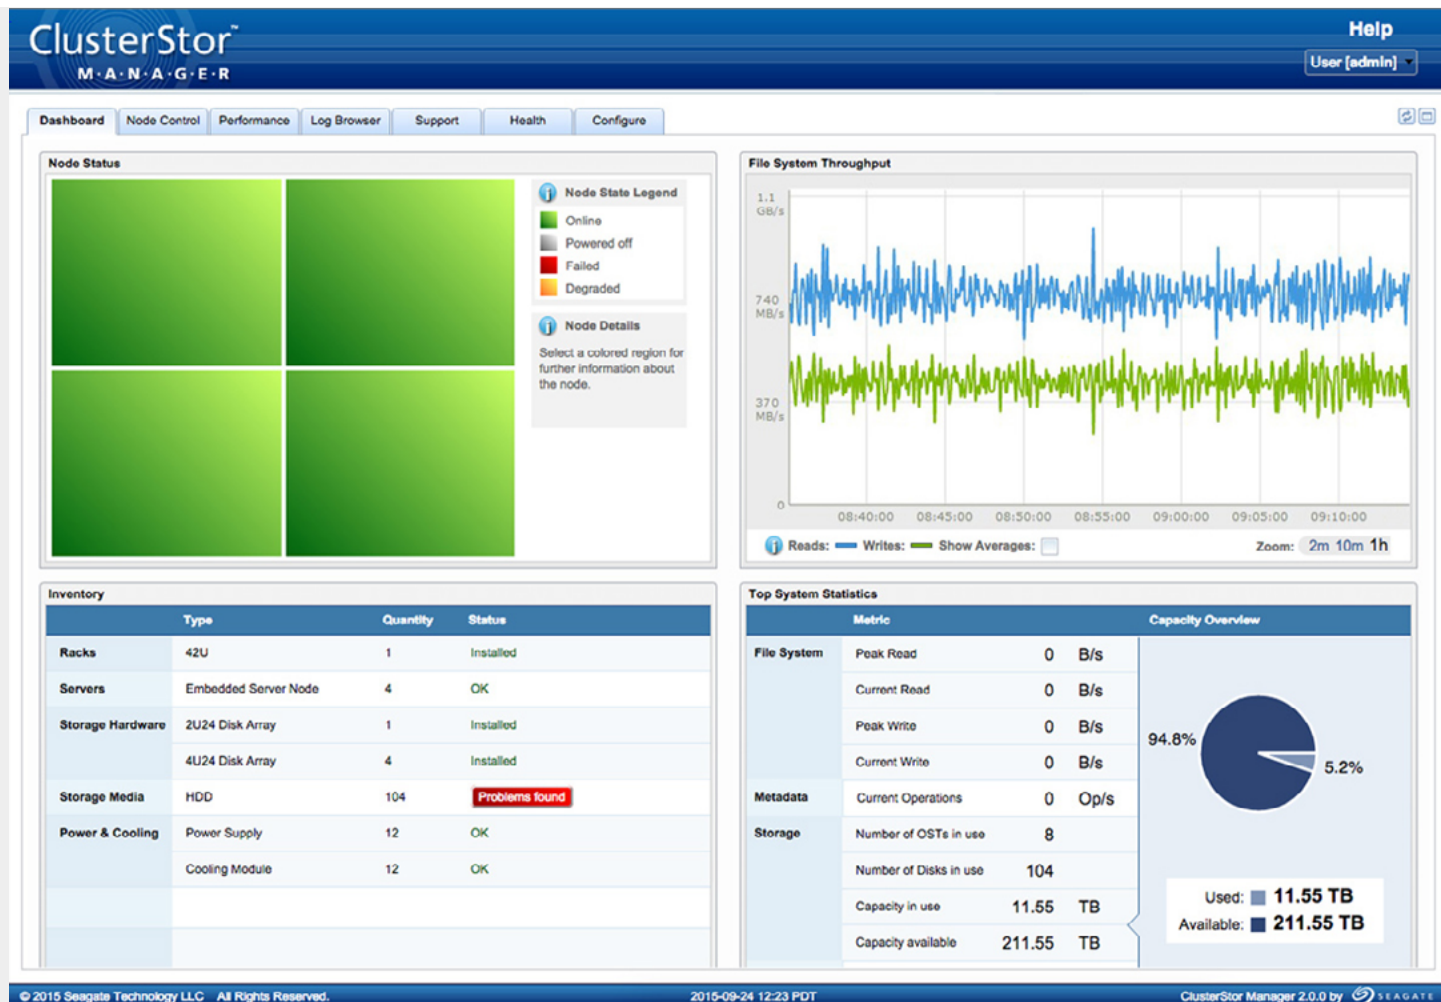 ClusterStor™
M·A·N·A·G·E·R
Help
User [admin]
Dashboard Node Control Performance Log Browser Support Health Configure
Node Status
Node State Legend
Online
Powered off
Failed
Degraded
Node Details
Select a colored region for
further information about
the node.
File System Throughput
1.1
GB/s
740
MB/s
370
MB/s
0
08:40:00 08:45:00 08:50:00 08:55:00 09:00:00 09:05:00 09:10:00
Reads: Writes: Show Averages:
Zoom: 2m 10m 1h
Inventory
Type Quantity Status
Racks 42U 1 Installed
Servers Embedded Server Node 4 OK
Storage Hardware 2U24 Disk Array 1 Installed
4U24 Disk Array 4 Installed
Storage Media HDD 104 Problems found
Power & Cooling Power Supply 12 OK
Cooling Module 12 OK
Top System Statistics
Metric Capacity Overview
File System Peak Read 0 B/s
Current Read 0 B/s
Peak Write 0 B/s
Current Write 0 B/s
Metadata Current Operations 0 Op/s
Storage Number of OSTs in use 8
Number of Disks in use 104
Capacity in use 11.55 TB
Capacity available 211.55 TB
94.8%
5.2%
Used: 11.55 TB
Available: 211.55 TB
© 2015 Seagate Technology LLC All Rights Reserved.
2015-09-24 12:23 PDT
ClusterStor Manager 2.0.0 by SEAGATE